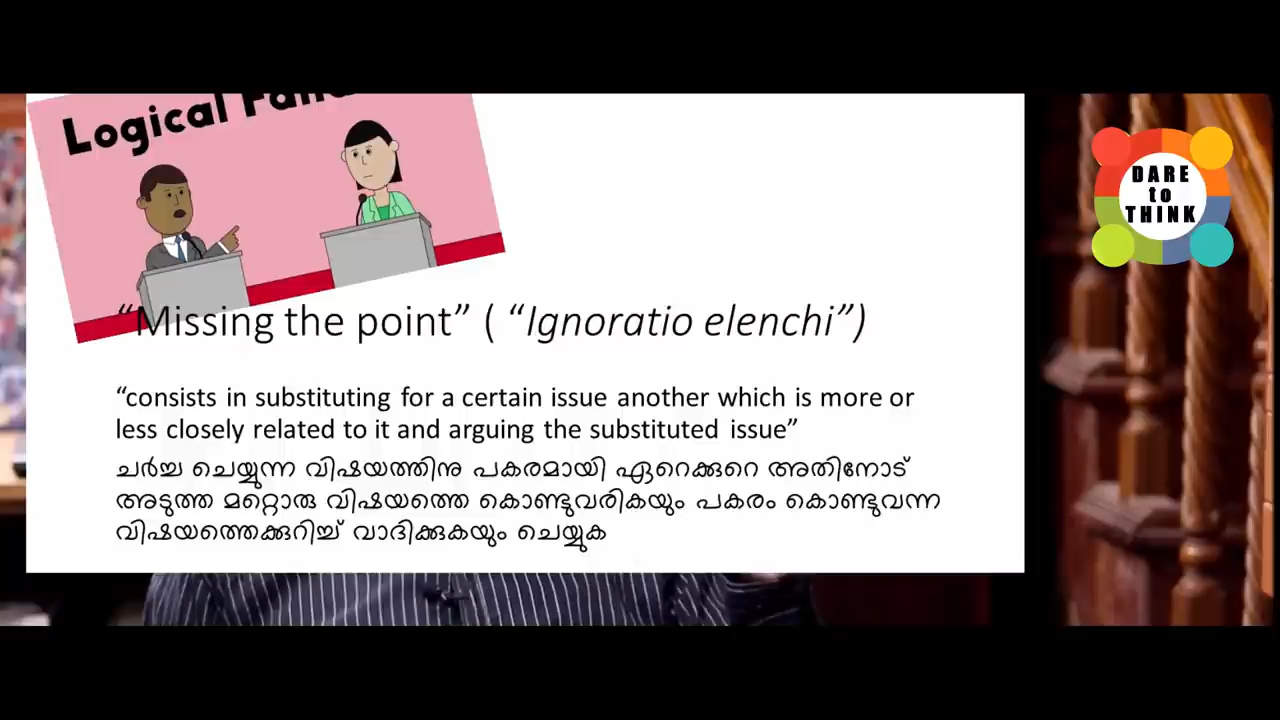 Logical
“Missing the point” ( “Ignoratio elenchi”)
“consists in substituting for a certain issue another which is more or
less closely related to it and arguing the substituted issue”
ചർച്ച ചെയ്യുന്ന വിഷയത്തിനു പകരമായി ഏറെക്കുറെ അതിനോട്
അടുത്ത മറ്റൊരു വിഷയത്തെ കൊണ്ടുവരികയും പകരം കൊണ്ടുവന്ന
വിഷയത്തെക്കുറിച്ച് വാദിക്കുകയും ചെയ്യുക
DARE
to
THINK